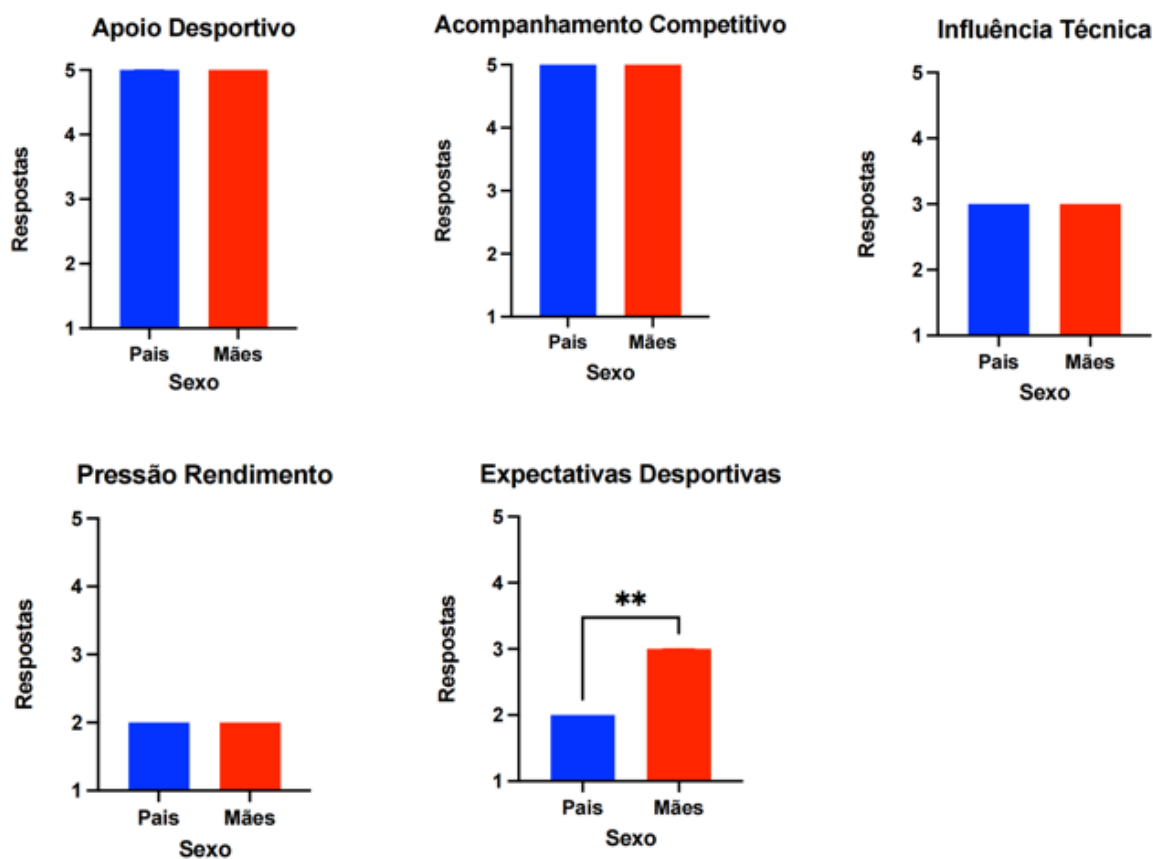 Apoio Desportivo
Respostas
5
4
3
2
1
Pais Mães
Sexo
Acompanhamento Competitivo
Respostas
5
4
3
2
1
Pais Mães
Sexo
Influência Técnica
Respostas
5
4
3
2
1
Pais Mães
Sexo
Pressão Rendimento
Respostas
5
4
3
2
1
Pais Mães
Sexo
Expectativas Desportivas
Respostas
5
4
3
2
1
**
Pais Mães
Sexo